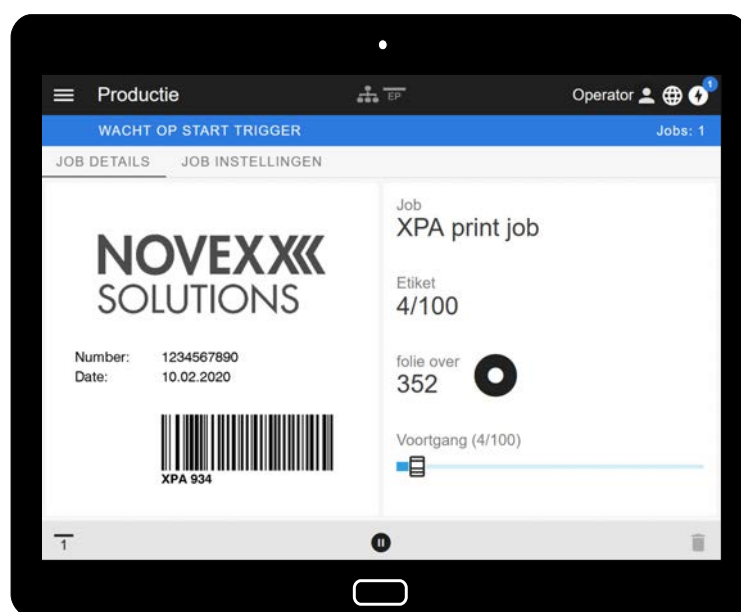 Productie
EP
Operator
1
WACHT OP START TRIGGER
Jobs: 1
JOB DETAILS
JOB INSTELLINGEN
NOVEXX
SOLUTIONS
Number: 1234567890
Date: 10.02.2020
XPA 934
Job
XPA print job
Etiket
4/100
folie over
352
Voortgang (4/100)
1